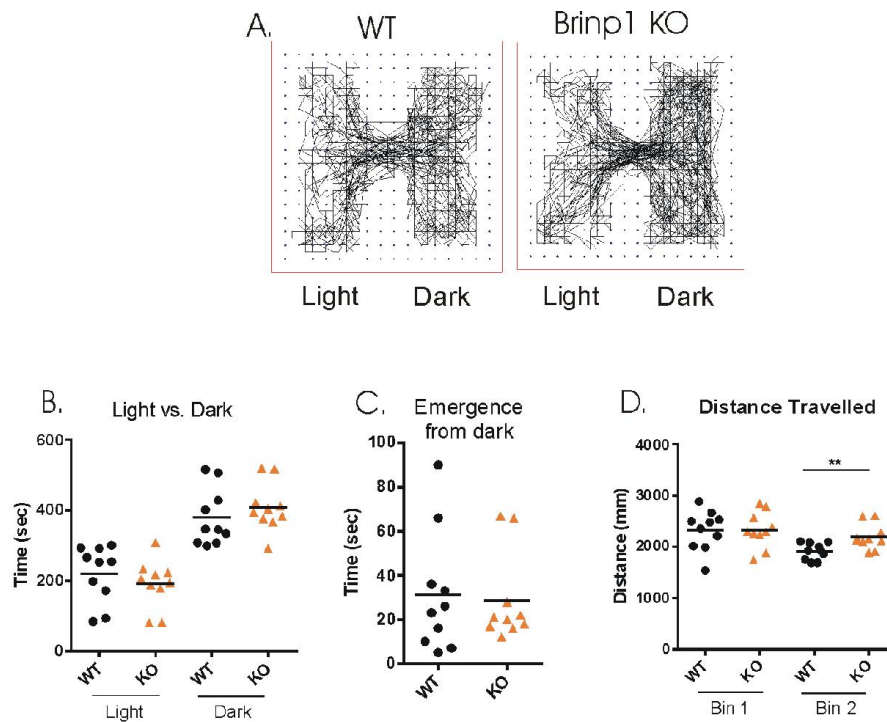 A. WT Brinp1 KO
Light Dark Light Dark
B. Light vs. Dark
600
400
200
0
Time (sec)
WT KO WT KO
Light Dark
C. Emergence
from dark
100
80
60
40
20
0
Time (sec)
WT KO
D. Distance Travelled
4000
3000
2000
1000
0
Distance (mm)
**
WT KO WT KO
Bin 1 Bin 2